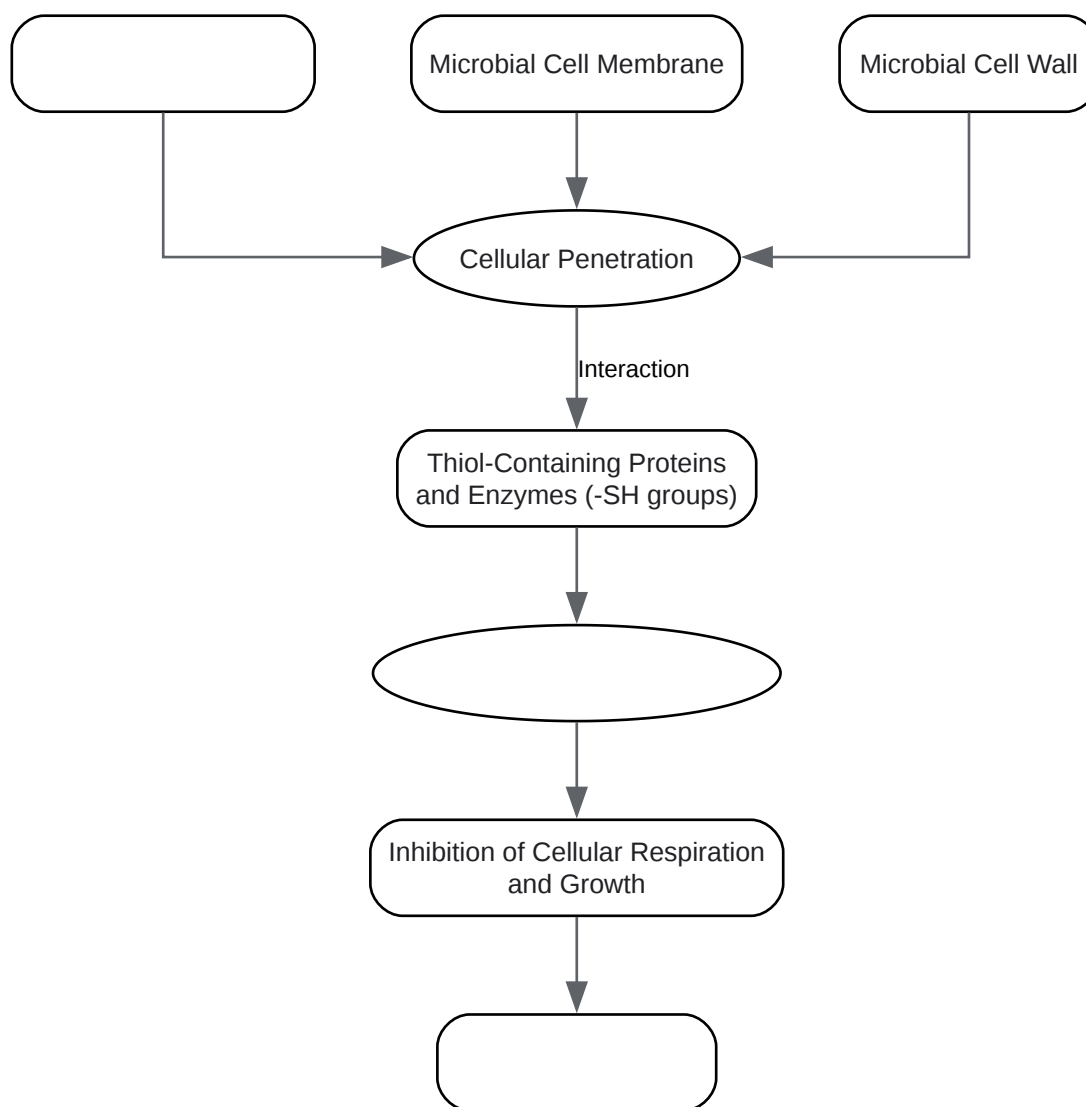 Microbial Cell Membrane
Microbial Cell Wall
Cellular Penetration
Interaction
Thiol-Containing Proteins
and Enzymes (-SH groups)
Inhibition of Cellular Respiration
and Growth